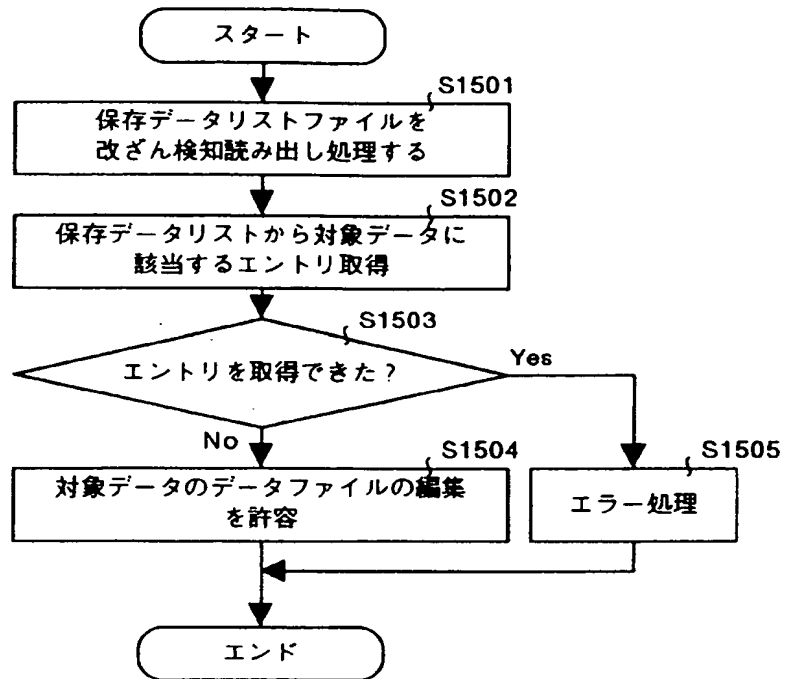 スタート
S1501
保存データリストファイルを
改ざん検知読み出し処理する
S1502
保存データリストから対象データに
該当するエントリ取得
S1503
エントリを取得できた?
Yes
No
S1504
対象データのデータファイルの編集
を許容
S1505
エラー処理
エンド